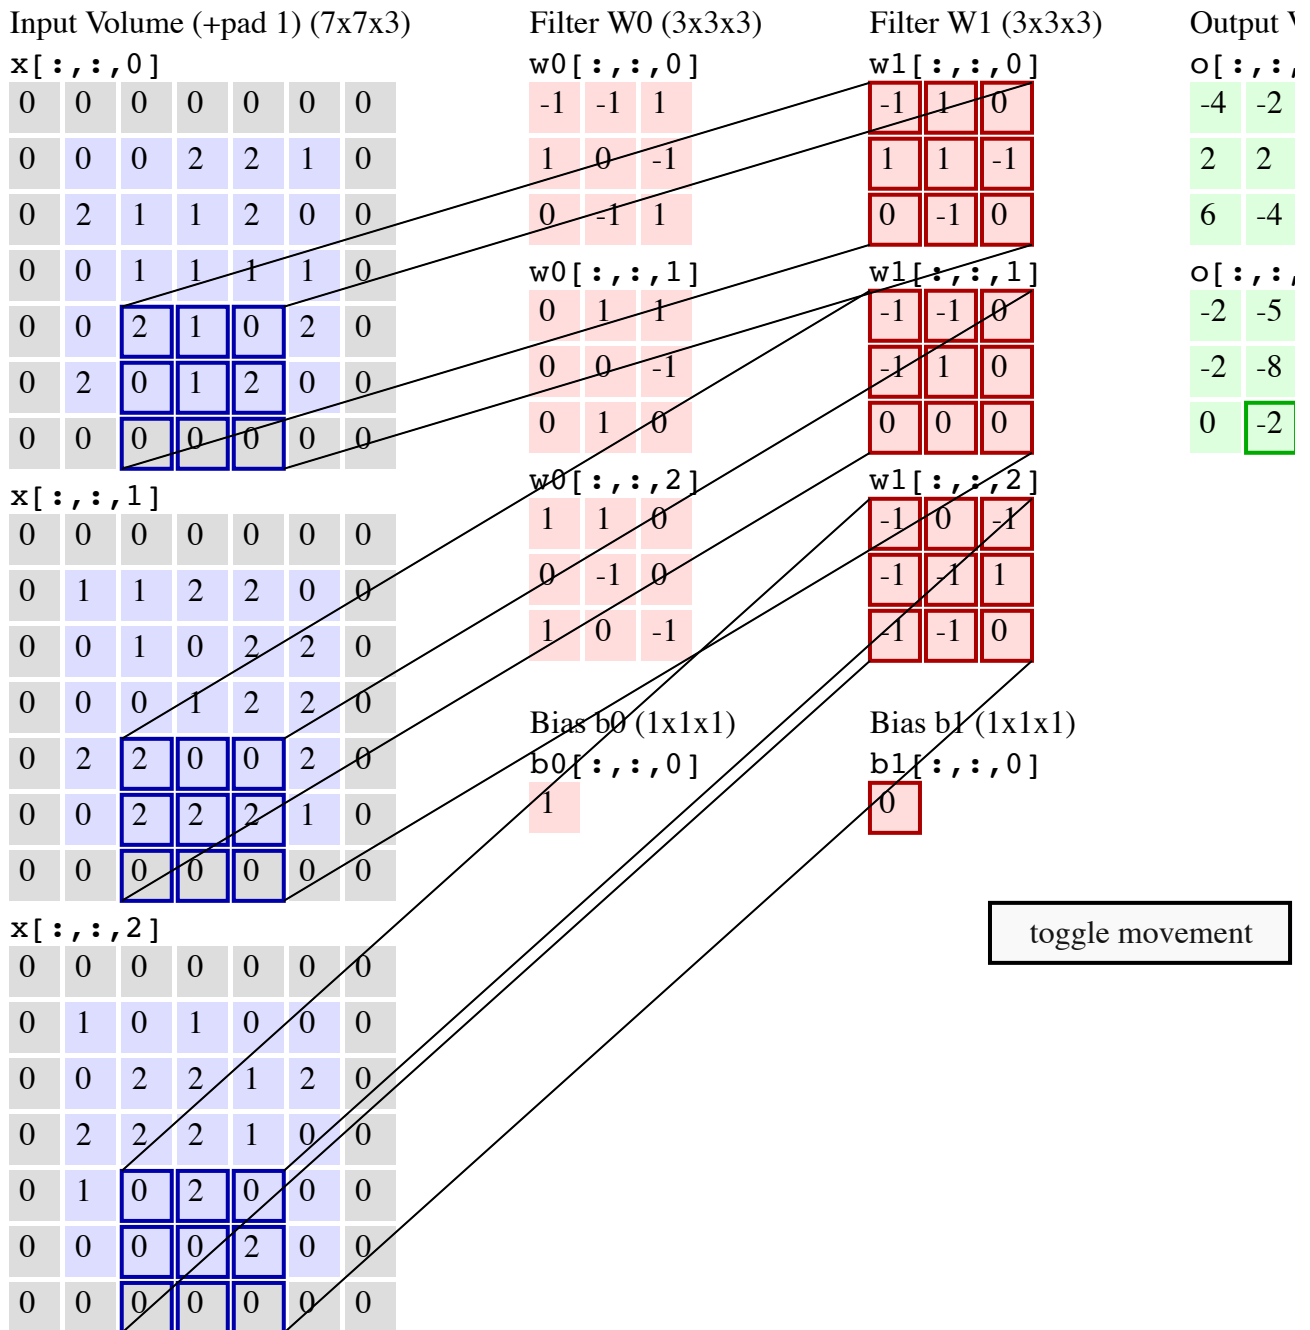 Input Volume (+pad 1) (7x7x3)
x[:,:,0]
0 0 0 0 0 0 0
0 0 0 2 2 1 0
0 2 1 1 2 0 0
0 0 1 1 1 1 0
0 0 2 1 0 2 0
0 2 0 1 2 0 0
0 0 0 0 0 0 0
x[:,:,1]
0 0 0 0 0 0 0
0 1 1 2 2 0 0
0 0 1 0 2 2 0
0 0 0 1 2 2 0
0 2 2 0 0 2 0
0 0 2 2 2 1 0
0 0 0 0 0 0 0
x[:,:,2]
0 0 0 0 0 0 0
0 1 0 1 0 0 0
0 0 2 2 1 2 0
0 2 2 2 1 0 0
0 1 0 2 0 0 0
0 0 0 0 2 0 0
0 0 0 0 0 0 0
Filter W0 (3x3x3)
w0[:,:,0]
-1 -1 1
1 0 -1
0 -1 1
w0[:,:,1]
0 1 1
0 0 -1
0 1 0
w0[:,:,2]
1 1 0
0 -1 0
1 0 -1
Bias b0 (1x1x1)
b0[:,:,0]
1
Filter W1 (3x3x3)
w1[:,:,0]
-1 1 0
1 1 -1
0 -1 0
w1[:,:,1]
-1 -1 0
-1 1 0
0 0 0
w1[:,:,2]
-1 0 -1
-1 -1 1
-1 -1 0
Bias b1 (1x1x1)
b1[:,:,0]
0
Output
o[:,:,
-4 -2
2 2
6 -4
o[:,:,
-2 -5
-2 -8
0 -2
toggle movement